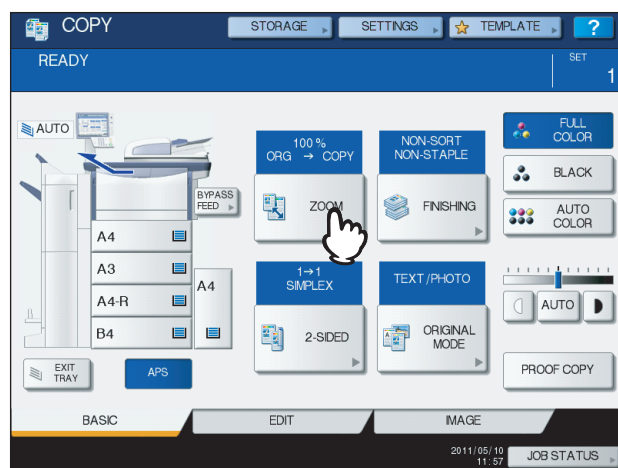 COPY
STORAGE
SETTINGS
TEMPLATE
?
READY
SET
1
AUTO
BYPASS
FEED
A4
A3
A4-R
B4
A4
EXIT
TRAY
APS
100 %
ORG → COPY
ZOOM
NON-SORT
NON-STAPLE
FINISHING
1→1
SIMPLEX
2-SIDED
TEXT/PHOTO
ORIGINAL
MODE
FULL
COLOR
BLACK
AUTO
COLOR
AUTO
PROOF COPY
BASIC
EDIT
IMAGE
2011/05/10
11:57
JOB STATUS